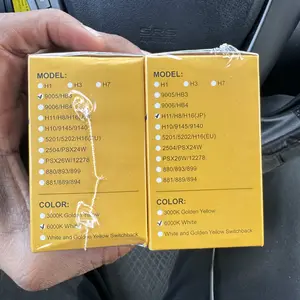 MODEL:
H1 H3 H7
9005/HB3
9006/HB4
H11/H8/H16(JP)
H10/9145/9140
5201/5202/H16(EU)
2504/PSX24W
PSX26W/12278
880/893/899
881/889/894
COLOR:
3000K Golden Yellow
6000K White
White and Golden Yellow Switchback
MODEL:
H1 H3 H7
9005/HB3
9006/HB4
H11/H8/H16(JP)
H10/9145/9140
5201/5202/H16(EU)
2504/PSX24W
PSX26W/12278
880/893/899
881/889/894
COLOR:
3000K Golden Yellow
6000K White
White and Golden Yellow Switchback